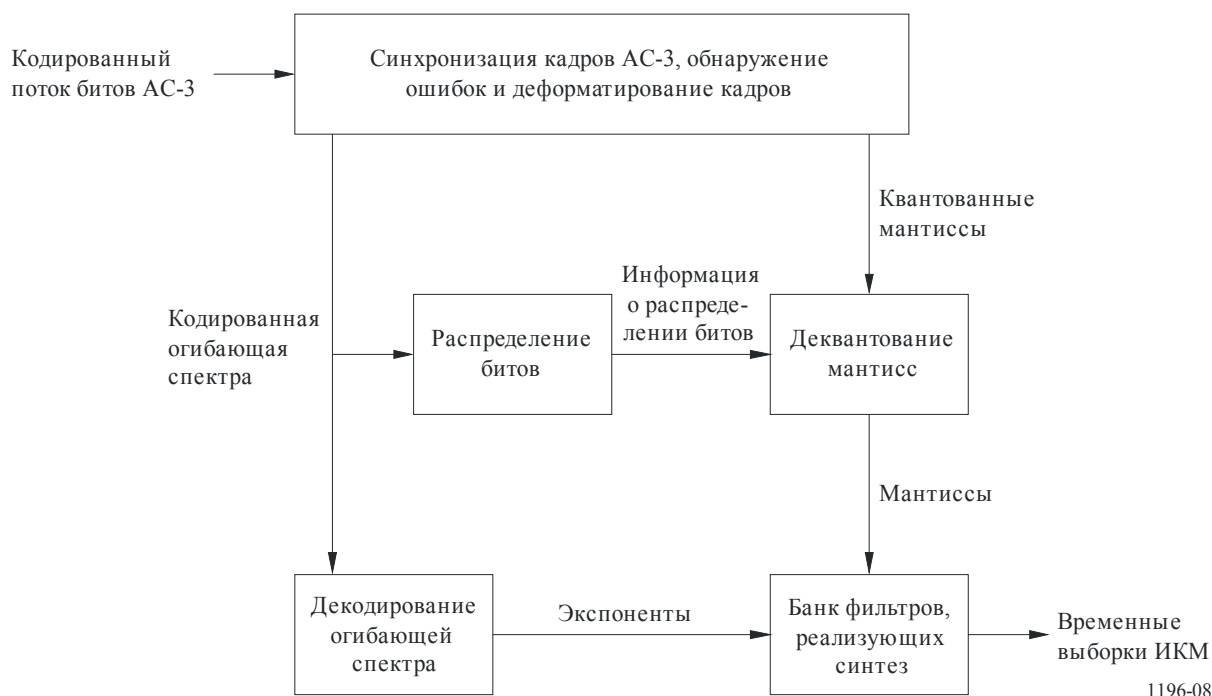 Кодированный
поток битов АС-3
Синхронизация кадров АС-3, обнаружение
ошибок и деформатирование кадров
Квантованные
мантиссы
Кодированная
огибающая
спектра
Распределение
битов
Информация
о распреде-
лении битов
Деквантование
мантисс
Мантиссы
Декодирование
огибающей
спектра
Экспоненты
Банк фильтров,
реализующих
синтез
Временные
выборки ИКМ
1196-08